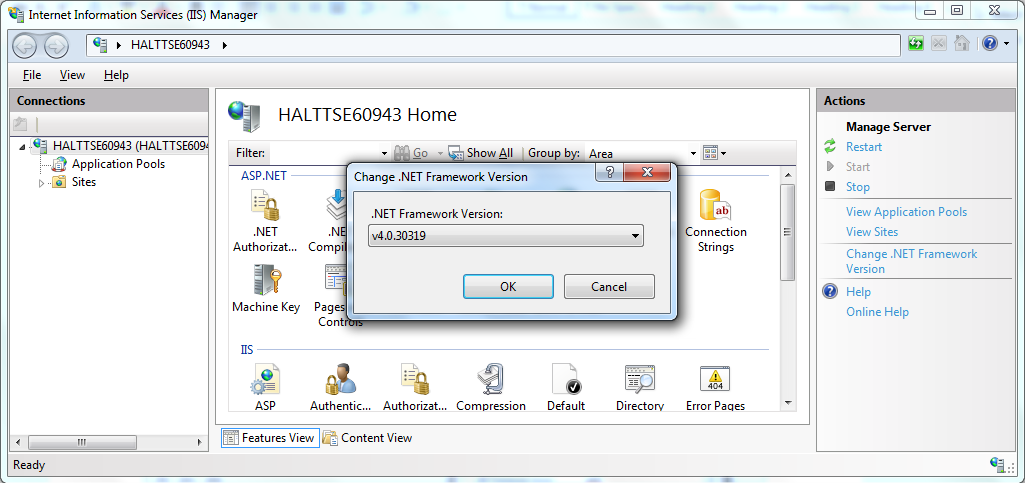 Internet Information Services (IIS) Manager
HALTTSE60943
File View Help
Connections
HALTTSE60943 (HALTTSE6094
Application Pools
Sites
HALTTSE60943 Home
Filter: Go Show All Group by: Area
ASP.NET
.NET
Authorizat...
.NE
Compil
Connection
Strings
Machine Key
Pages
Contro
IIS
ASP
Authentic...
Authorizat...
Compression
Default
Directory
404
Error Pages
ab
Change .NET Framework Version
.NET Framework Version:
v4.0.30319
OK Cancel
Features View Content View
Actions
Manage Server
Restart
Start
Stop
View Application Pools
View Sites
Change .NET Framework
Version
Help
Online Help
Ready